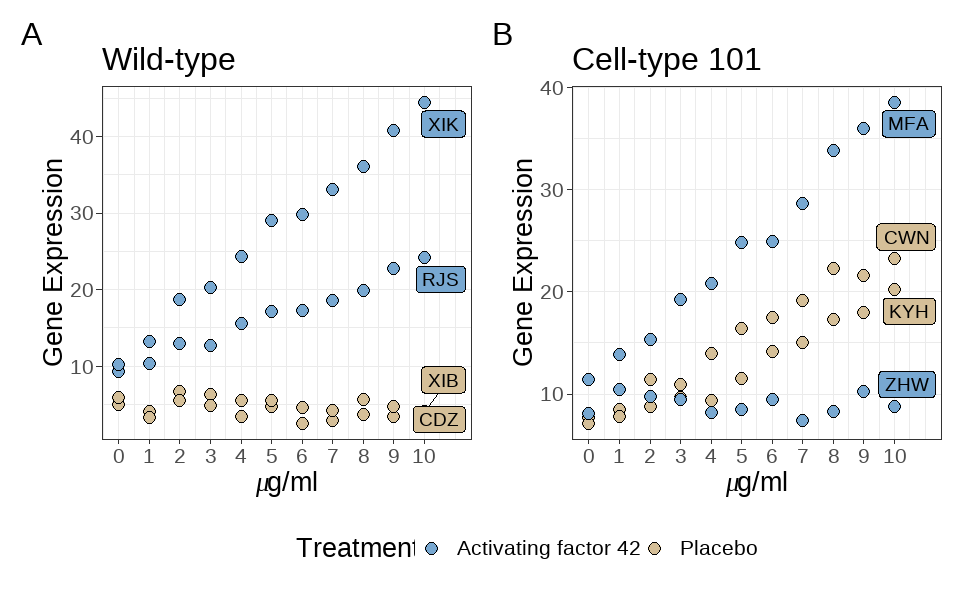 A
Wild-type
Gene Expression
40
30
20
10
XIK
RJS
XIB
CDZ
0 1 2 3 4 5 6 7 8 9 10
µg/ml
B
Cell-type 101
Gene Expression
40
30
20
10
MFA
CWN
KYH
ZHW
0 1 2 3 4 5 6 7 8 9 10
µg/ml
Treatment Activating factor 42 Placebo